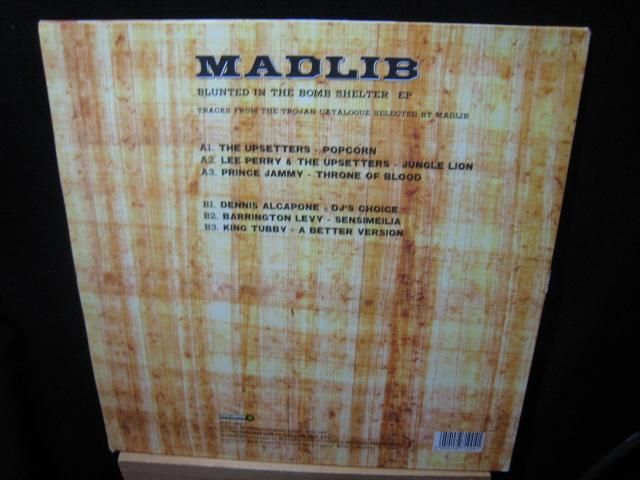 MADLIB
BLUNTED IN THE BOMB SHELTER EP
TRACKS FROM THE TROJAN CATALOGUE SELECTED BY MADLIB
A1. THE UPSETTERS - POPCORN
A2. LEE PERRY & THE UPSETTERS - JUNGLE LION
A3. PRINCE JAMMY - THRONE OF BLOOD
B1. DENNIS ALCAPONE - DJ'S CHOICE
B2. BARRINGTON LEVY - SENSIMEILIA
B3. KING TUBBY - A BETTER VERSION